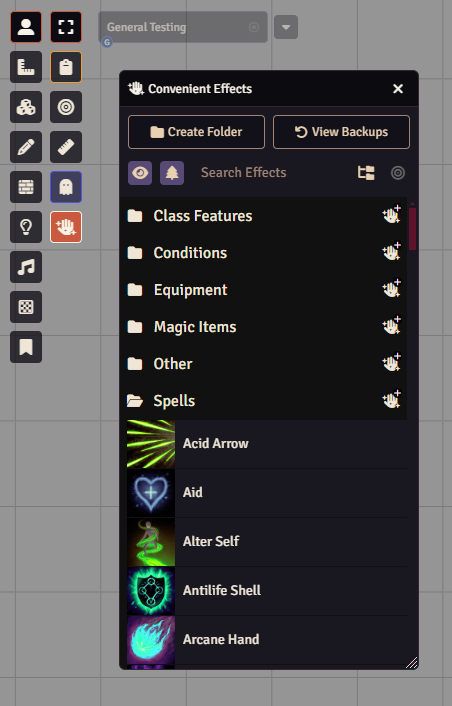 General Testing
G
Convenient Effects
Create Folder
View Backups
Search Effects
Class Features
Conditions
Equipment
Magic Items
Other
Spells
Acid Arrow
Aid
Alter Self
Antilife Shell
Arcane Hand